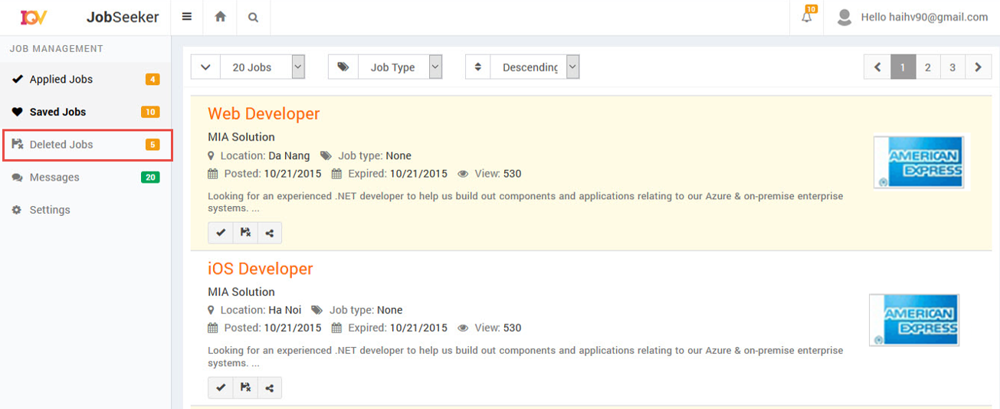 IQV JobSeeker 10 Hello haihv90@gmail.com
JOB MANAGEMENT
Applied Jobs 4
Saved Jobs 10
Deleted Jobs 5
Messages 20
Settings
20 Jobs Job Type Descending 1 2 3
Web Developer
MIA Solution
Location: Da Nang Job type: None
Posted: 10/21/2015 Expired: 10/21/2015 View: 530
Looking for an experienced .NET developer to help us build out components and applications relating to our Azure & on-premise enterprise
systems. ...
AMERICAN
EXPRESS
iOS Developer
MIA Solution
Location: Ha Noi Job type: None
Posted: 10/21/2015 Expired: 10/21/2015 View: 530
Looking for an experienced .NET developer to help us build out components and applications relating to our Azure & on-premise enterprise
systems. ...
AMERICAN
EXPRESS